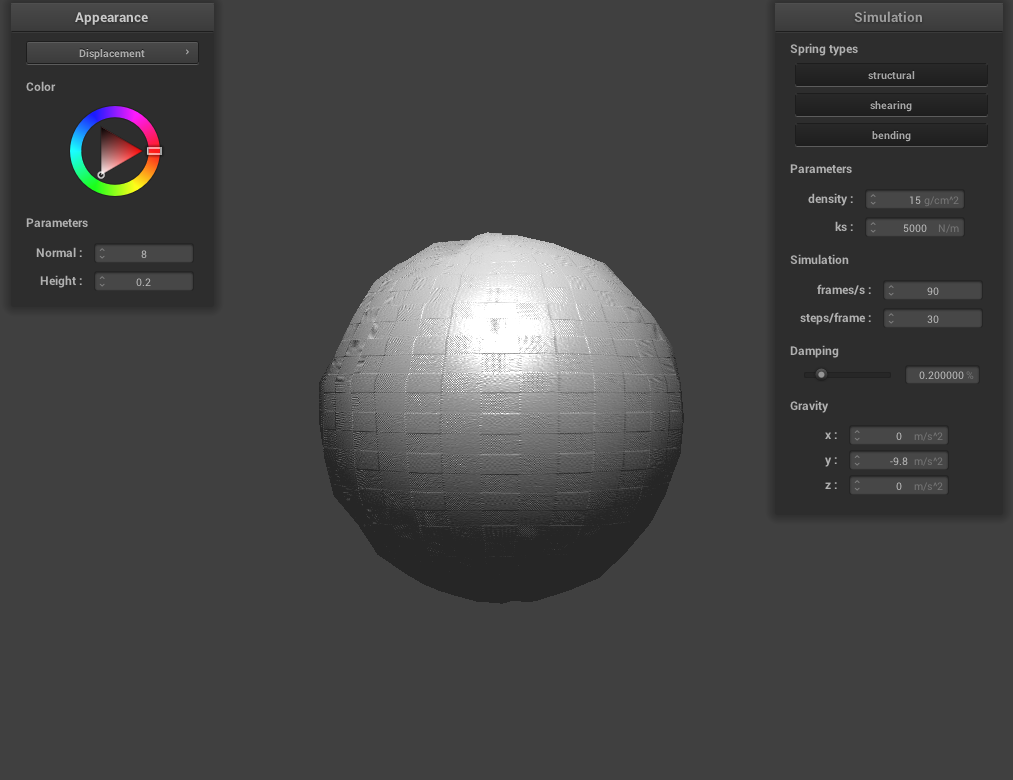 Appearance
Displacement
Color
Parameters
Normal : 8
Height : 0.2
Simulation
Spring types
structural
shearing
bending
Parameters
density : 15 g/cm^2
ks : 5000 N/m
Simulation
frames/s : 90
steps/frame : 30
Damping
0.200000 %
Gravity
x : 0 m/s^2
y : -9.8 m/s^2
z : 0 m/s^2